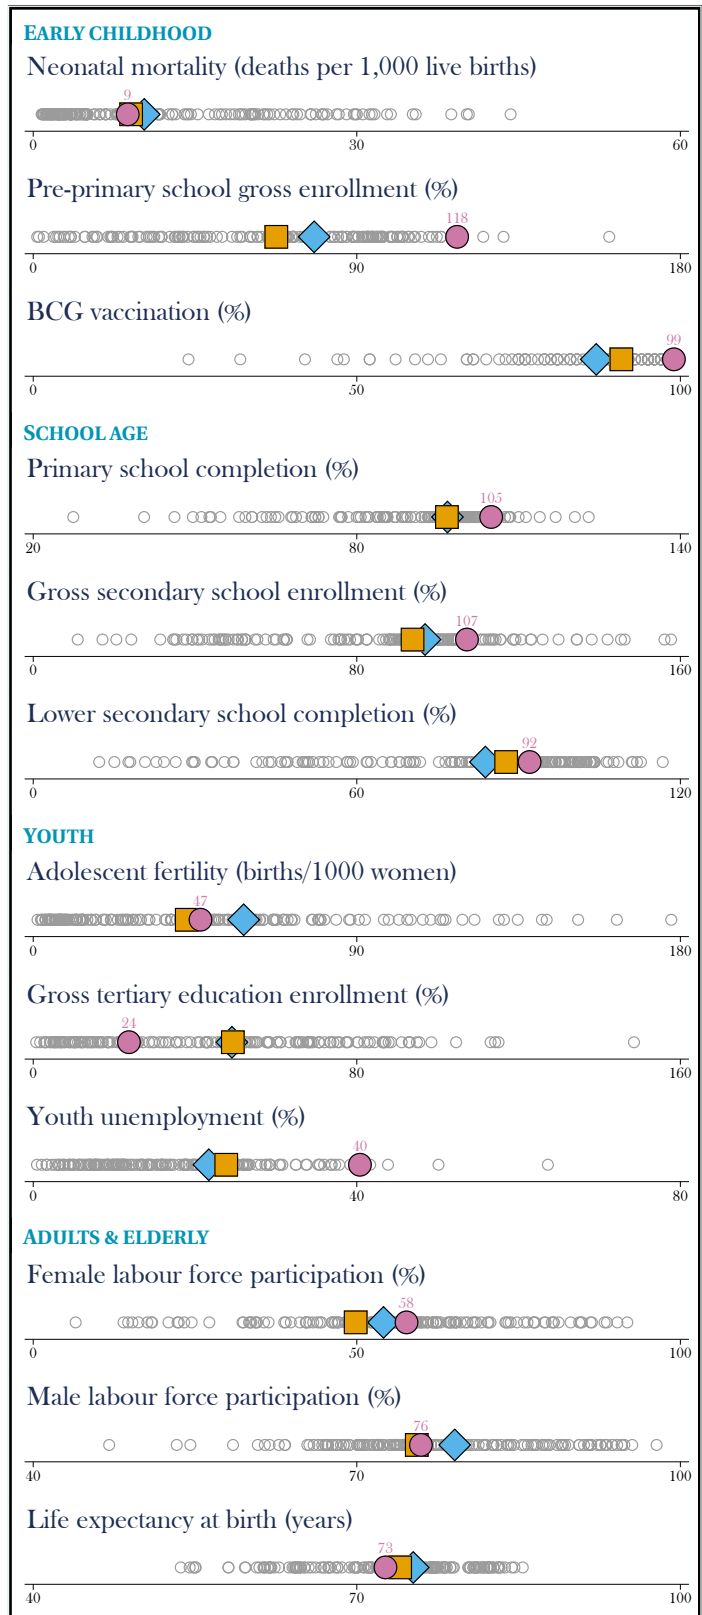 EARLY CHILDHOOD
Neonatal mortality (deaths per 1,000 live births)
9
0 30 60
Pre-primary school gross enrollment (%)
118
0 90 180
BCG vaccination (%)
99
0 50 100
SCHOOL AGE
Primary school completion (%)
105
20 80 140
Gross secondary school enrollment (%)
107
0 80 160
Lower secondary school completion (%)
92
0 60 120
YOUTH
Adolescent fertility (births/1000 women)
47
0 90 180
Gross tertiary education enrollment (%)
24
0 80 160
Youth unemployment (%)
40
0 40 80
ADULTS & ELDERLY
Female labour force participation (%)
58
0 50 100
Male labour force participation (%)
76
40 70 100
Life expectancy at birth (years)
73
40 70 100